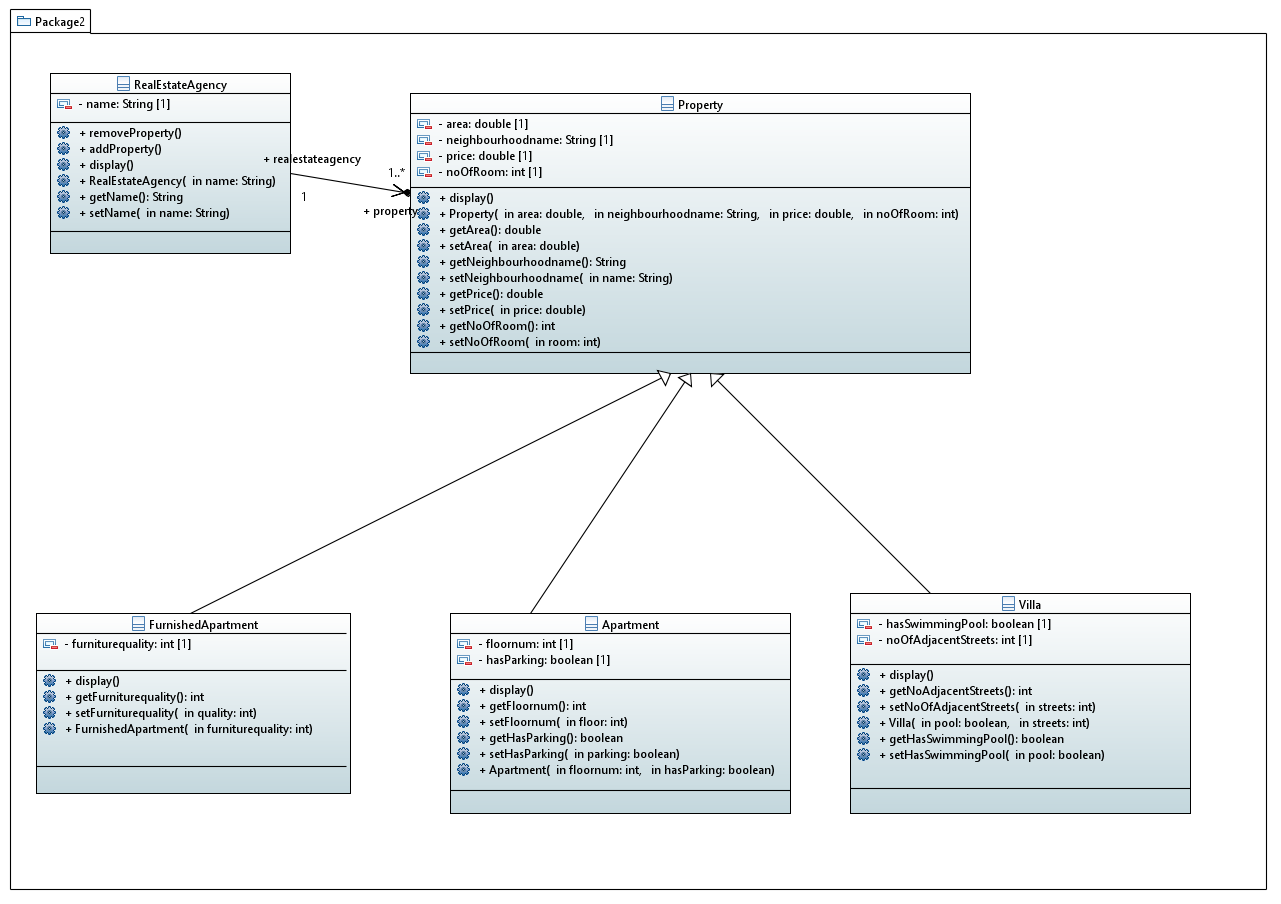 Package2
RealEstateAgency
- name: String [1]
+ removeProperty()
+ addProperty()
+ display()
+ RealEstateAgency(  in name: String)
+ getName(): String
+ setName(  in name: String)
+ realestateagency
1..*
1
+ property
Property
- area: double [1]
- neighbourhoodname: String [1]
- price: double [1]
- noOfRoom: int [1]
+ display()
+ Property(  in area: double,   in neighbourhoodname: String,   in price: double,   in noOfRoom: int)
+ getArea(): double
+ setArea(  in area: double)
+ getNeighbourhoodname(): String
+ setNeighbourhoodname(  in name: String)
+ getPrice(): double
+ setPrice(  in price: double)
+ getNoOfRoom(): int
+ setNoOfRoom(  in room: int)
FurnishedApartment
- furniturequality: int [1]
+ display()
+ getFurniturequality(): int
+ setFurniturequality(  in quality: int)
+ FurnishedApartment(  in furniturequality: int)
Apartment
- floornum: int [1]
- hasParking: boolean [1]
+ display()
+ getFloornum(): int
+ setFloornum(  in floor: int)
+ getHasParking(): boolean
+ setHasParking(  in parking: boolean)
+ Apartment(  in floornum: int,   in hasParking: boolean)
Villa
- hasSwimmingPool: boolean [1]
- noOfAdjacentStreets: int [1]
+ display()
+ getNoAdjacentStreets(): int
+ setNoOfAdjacentStreets(  in streets: int)
+ Villa(  in pool: boolean,   in streets: int)
+ getHasSwimmingPool(): boolean
+ setHasSwimmingPool(  in pool: boolean)